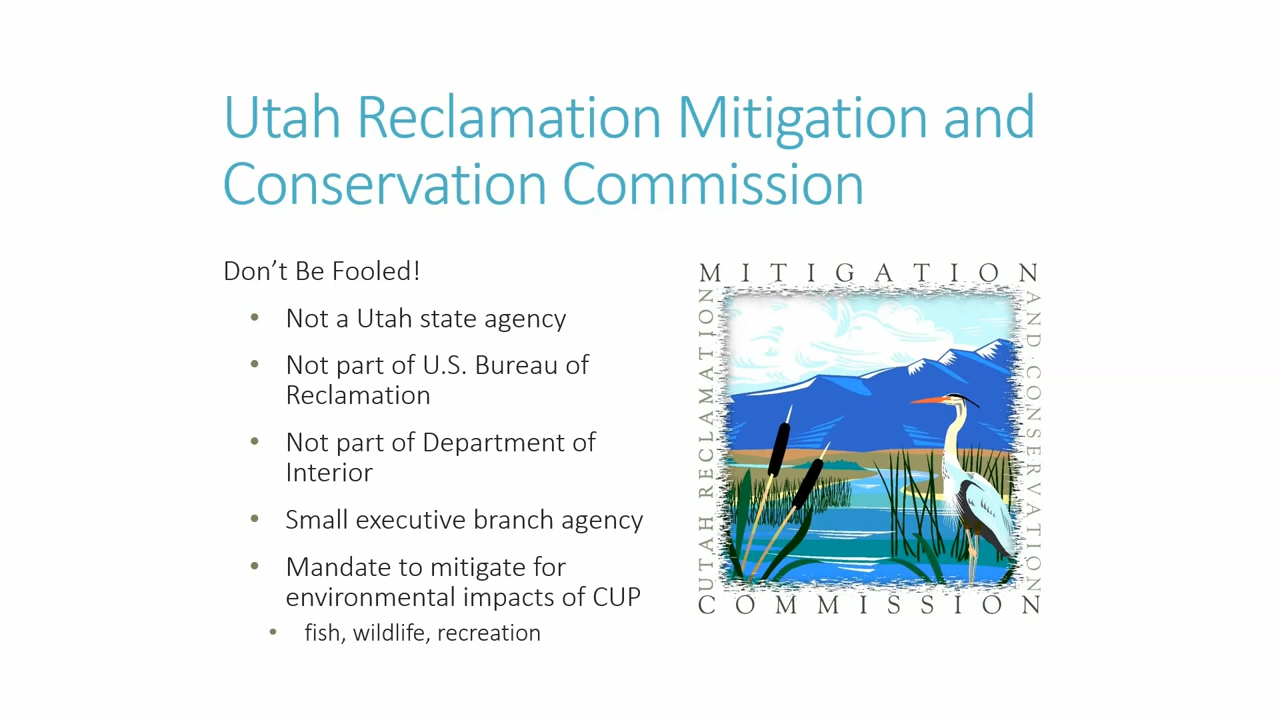 Utah Reclamation Mitigation and
Conservation Commission
Don't Be Fooled!
• Not a Utah state agency
• Not part of U.S. Bureau of
Reclamation
• Not part of Department of
Interior
• Small executive branch agency
• Mandate to mitigate for
environmental impacts of CUP
• fish, wildlife, recreation
MITIGATION
UTAH RECLAMATION
AND CONSERVATION
COMMISSION